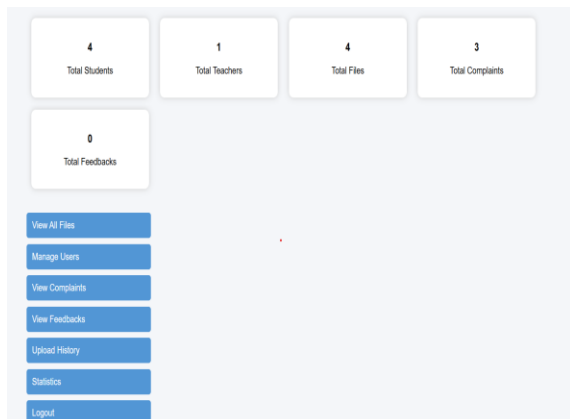 4
Total Students
1
Total Teachers
4
Total Files
3
Total Complaints
0
Total Feedbacks
View All Files
Manage Users
View Complaints
View Feedbacks
Upload History
Statistics
Logout